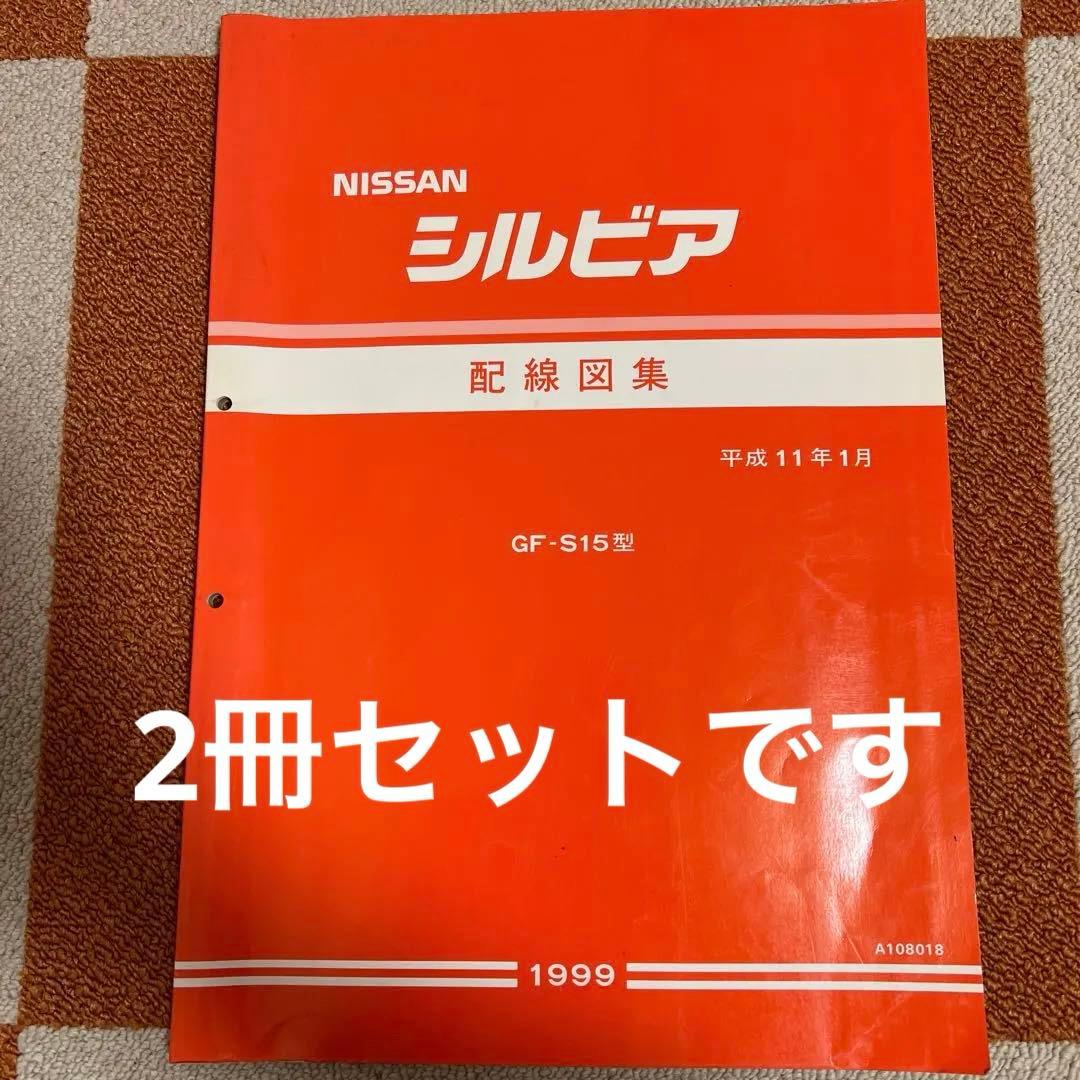 NISSAN
シルビア
配線図集
平成11年1月
GF-S15型
2冊セットです
A108018
1999